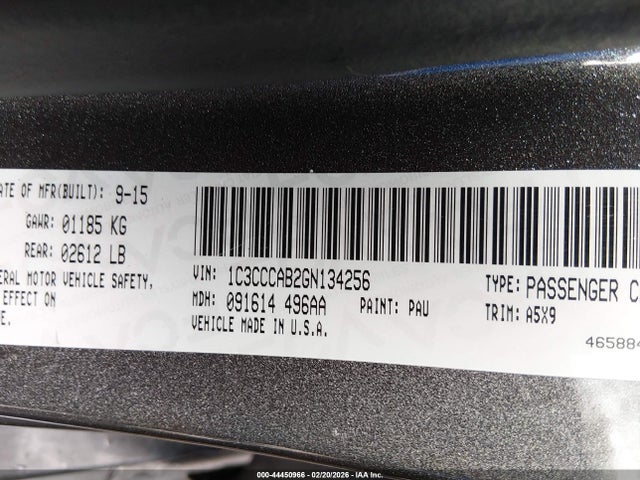 ATE OF MFR(BUILT): 9-15
GAWR: 01185 KG
REAR: 02612 LB
ERAL MOTOR VEHICLE SAFETY,
EFFECT ON
E.
VIN: 1C3CCCAB2GN134256
MDH: 091614 496AA PAINT: PAU
VEHICLE MADE IN U.S.A.
TYPE: PASSENGER C
TRIM: A5X9
46588
000-44450966 - 02/20/2026 - IAA Inc.